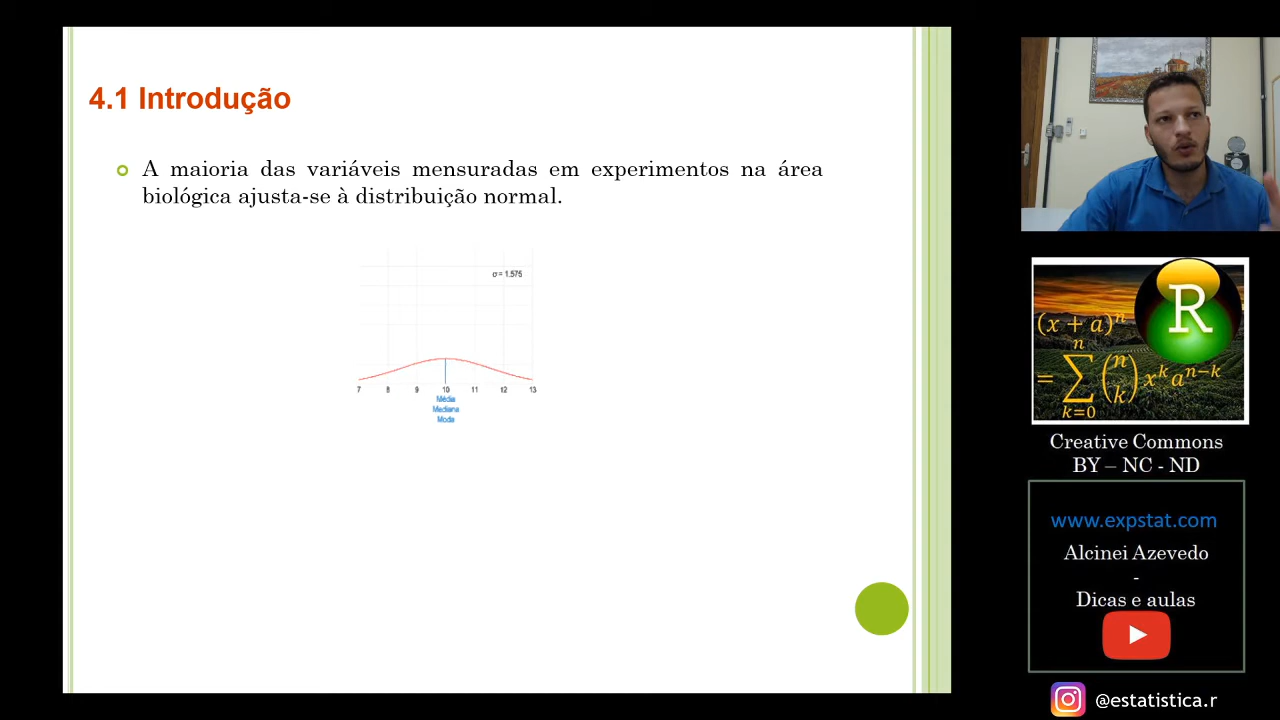 4.1 Introdução
A maioria das variáveis mensuradas em experimentos na área
biológica ajusta-se à distribuição normal.
σ = 1.575
7 8 9 10 11 12 13
Média
Mediana
Moda
R
(x + a)^n
= ∑_{k=0}^{n} (n k) x^k a^{n-k}
Creative Commons
BY – NC - ND
www.expstat.com
Alcinei Azevedo
-
Dicas e aulas
@estatistica.r